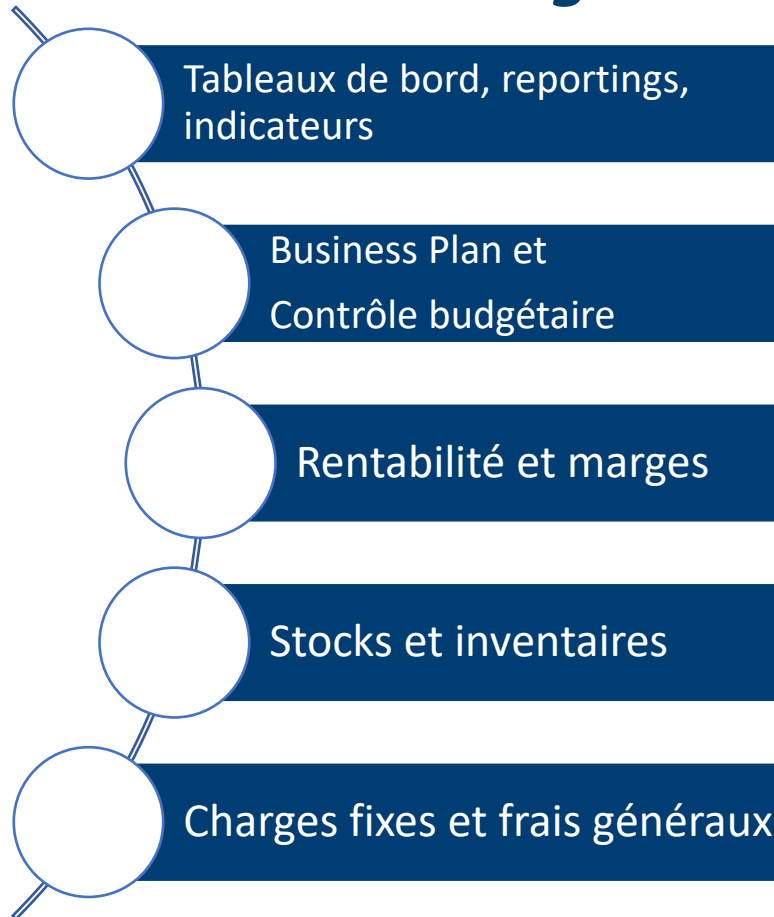 Tableaux de bord, reportings,
indicateurs
Business Plan et
Contrôle budgétaire
Rentabilité et marges
Stocks et inventaires
Charges fixes et frais généraux